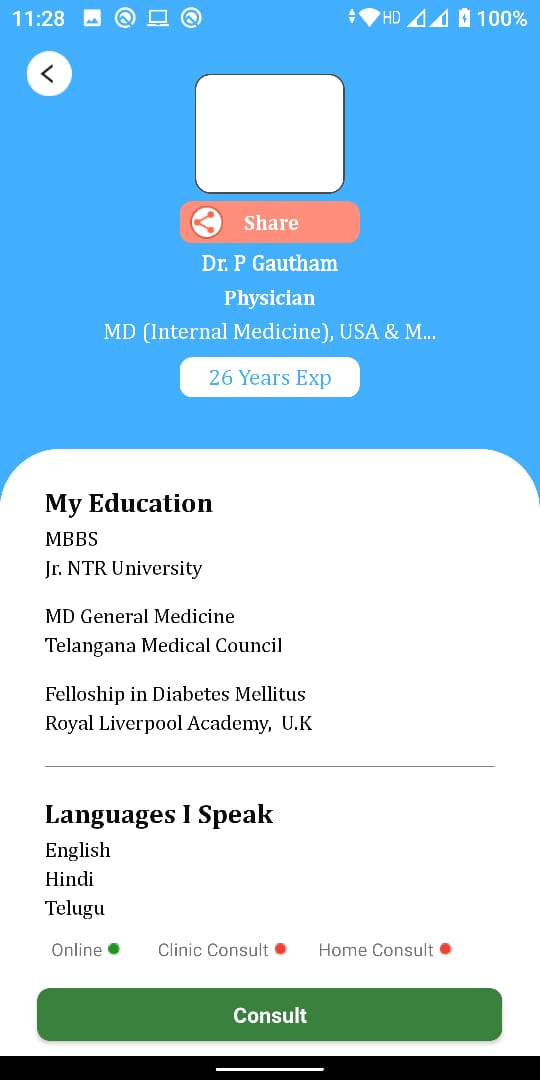 11:28
HD
100%
Share
Dr. P Gautham
Physician
MD (Internal Medicine), USA & M...
26 Years Exp
My Education
MBBS
Jr. NTR University
MD General Medicine
Telangana Medical Council
Felloship in Diabetes Mellitus
Royal Liverpool Academy,  U.K
Languages I Speak
English
Hindi
Telugu
Online
Clinic Consult
Home Consult
Consult